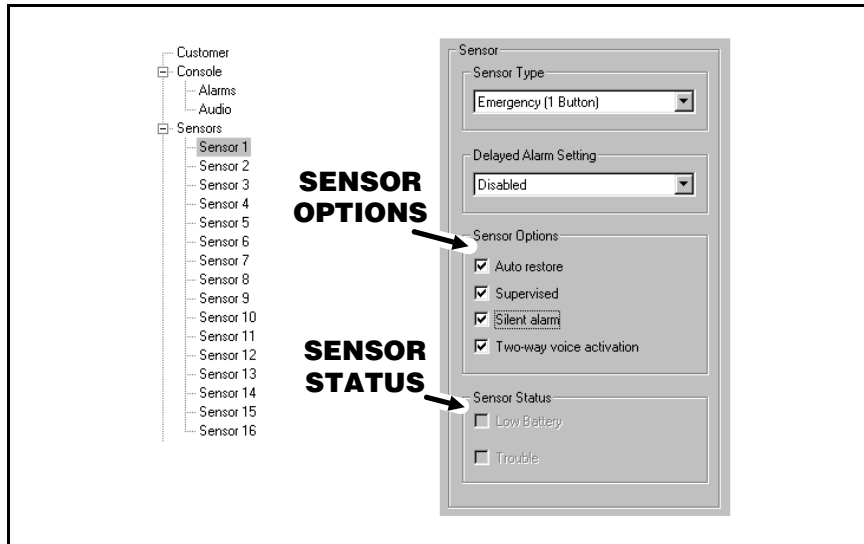 Customer
Console
Alarms
Audio
Sensors
Sensor 1
Sensor 2
Sensor 3
Sensor 4
Sensor 5
Sensor 6
Sensor 7
Sensor 8
Sensor 9
Sensor 10
Sensor 11
Sensor 12
Sensor 13
Sensor 14
Sensor 15
Sensor 16
SENSOR
OPTIONS
SENSOR
STATUS
Sensor
Sensor Type
Emergency (1 Button)
Delayed Alarm Setting
Disabled
Sensor Options
Auto restore
Supervised
Silent alarm
Two-way voice activation
Sensor Status
Low Battery
Trouble